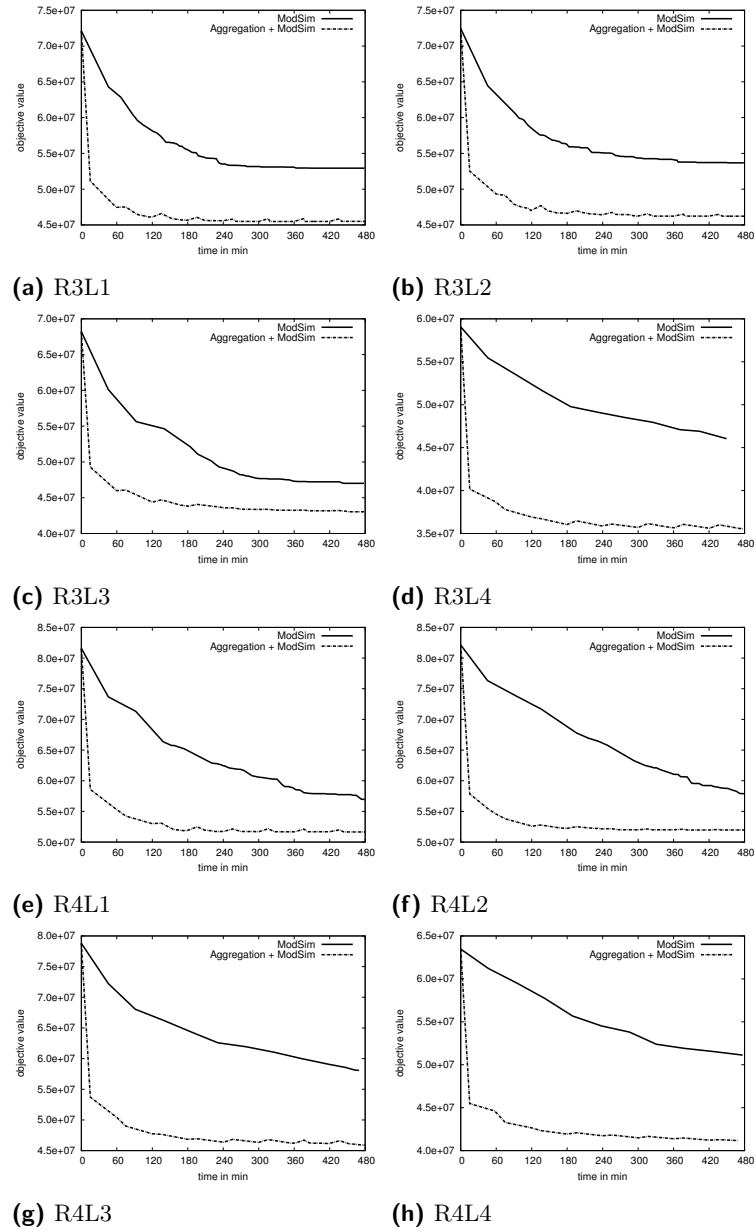 7.5e+07
7.0e+07
6.5e+07
6.0e+07
5.5e+07
5.0e+07
4.5e+07
objective value
ModSim
Aggregation + ModSim
0 60 120 180 240 300 360 420 480
time in min
(a) R3L1
7.5e+07
7.0e+07
6.5e+07
6.0e+07
5.5e+07
5.0e+07
4.5e+07
objective value
ModSim
Aggregation + ModSim
0 60 120 180 240 300 360 420 480
time in min
(b) R3L2
7.0e+07
6.5e+07
6.0e+07
5.5e+07
5.0e+07
4.5e+07
4.0e+07
objective value
ModSim
Aggregation + ModSim
0 60 120 180 240 300 360 420 480
time in min
(c) R3L3
6.0e+07
5.5e+07
5.0e+07
4.5e+07
4.0e+07
3.5e+07
objective value
ModSim
Aggregation + ModSim
0 60 120 180 240 300 360 420 480
time in min
(d) R3L4
8.5e+07
8.0e+07
7.5e+07
7.0e+07
6.5e+07
6.0e+07
5.5e+07
5.0e+07
objective value
ModSim
Aggregation + ModSim
0 60 120 180 240 300 360 420 480
time in min
(e) R4L1
8.5e+07
8.0e+07
7.5e+07
7.0e+07
6.5e+07
6.0e+07
5.5e+07
5.0e+07
objective value
ModSim
Aggregation + ModSim
0 60 120 180 240 300 360 420 480
time in min
(f) R4L2
8.0e+07
7.5e+07
7.0e+07
6.5e+07
6.0e+07
5.5e+07
5.0e+07
4.5e+07
objective value
ModSim
Aggregation + ModSim
0 60 120 180 240 300 360 420 480
time in min
(g) R4L3
6.5e+07
6.0e+07
5.5e+07
5.0e+07
4.5e+07
4.0e+07
objective value
ModSim
Aggregation + ModSim
0 60 120 180 240 300 360 420 480
time in min
(h) R4L4